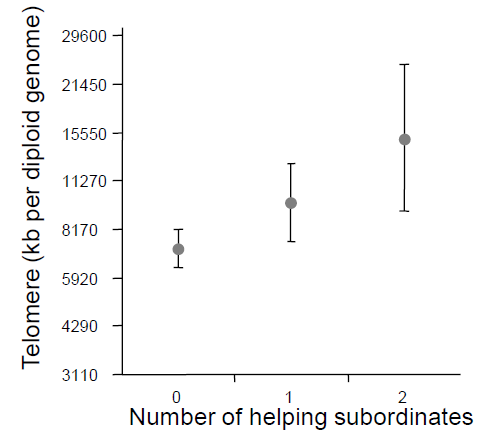 Telomere (kb per diploid genome)
29600
21450
15550
11270
8170
5920
4290
3110
0 1 2
Number of helping subordinates